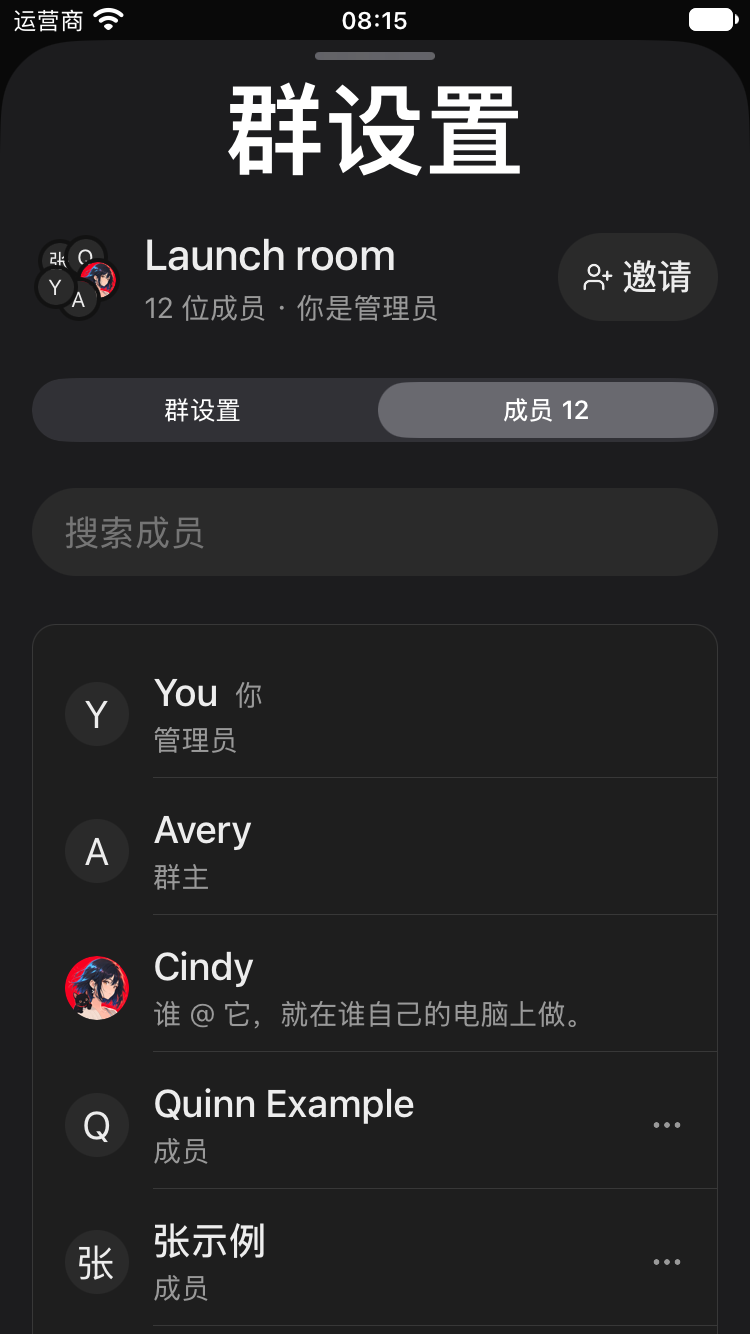 运营商
08:15
群设置
张
Q
Y
A
Launch room
12 位成员 · 你是管理员
邀请
群设置
成员 12
搜索成员
Y
You 你
管理员
A
Avery
群主
Cindy
谁 @ 它，就在谁自己的电脑上做。
Q
Quinn Example
成员
张
张示例
成员